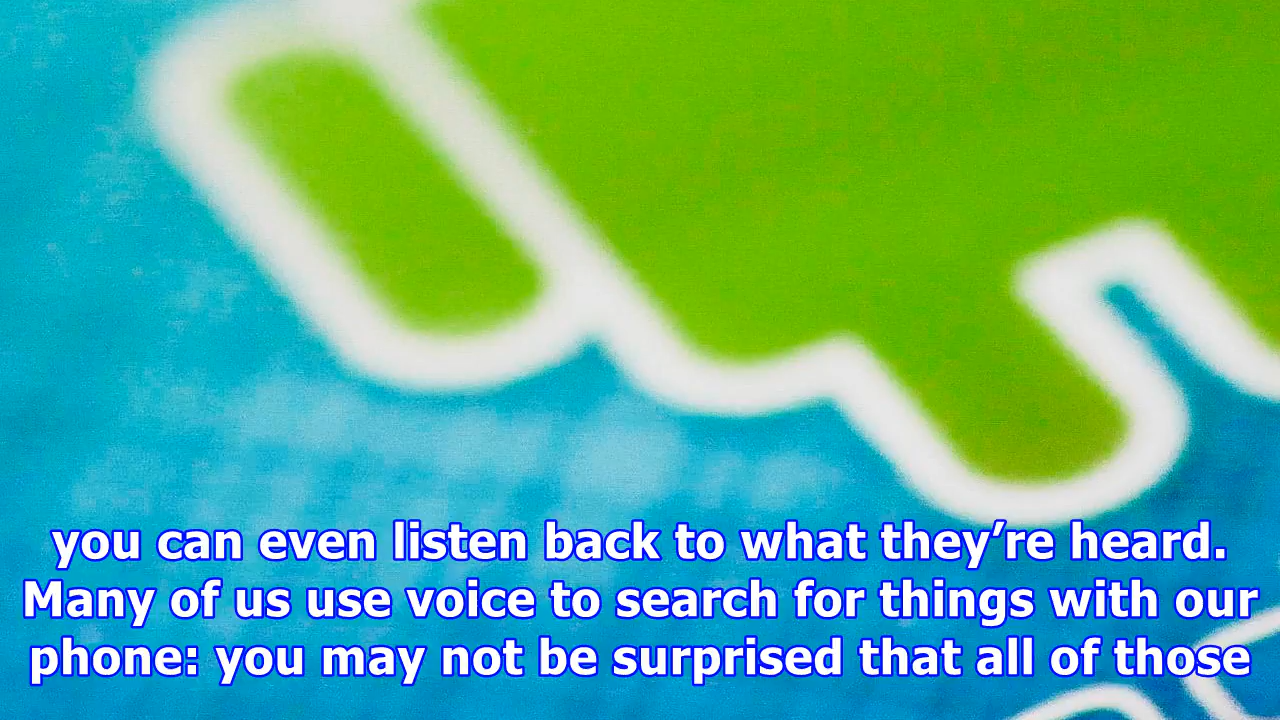 you can even listen back to what they’re heard.
Many of us use voice to search for things with our
phone: you may not be surprised that all of those